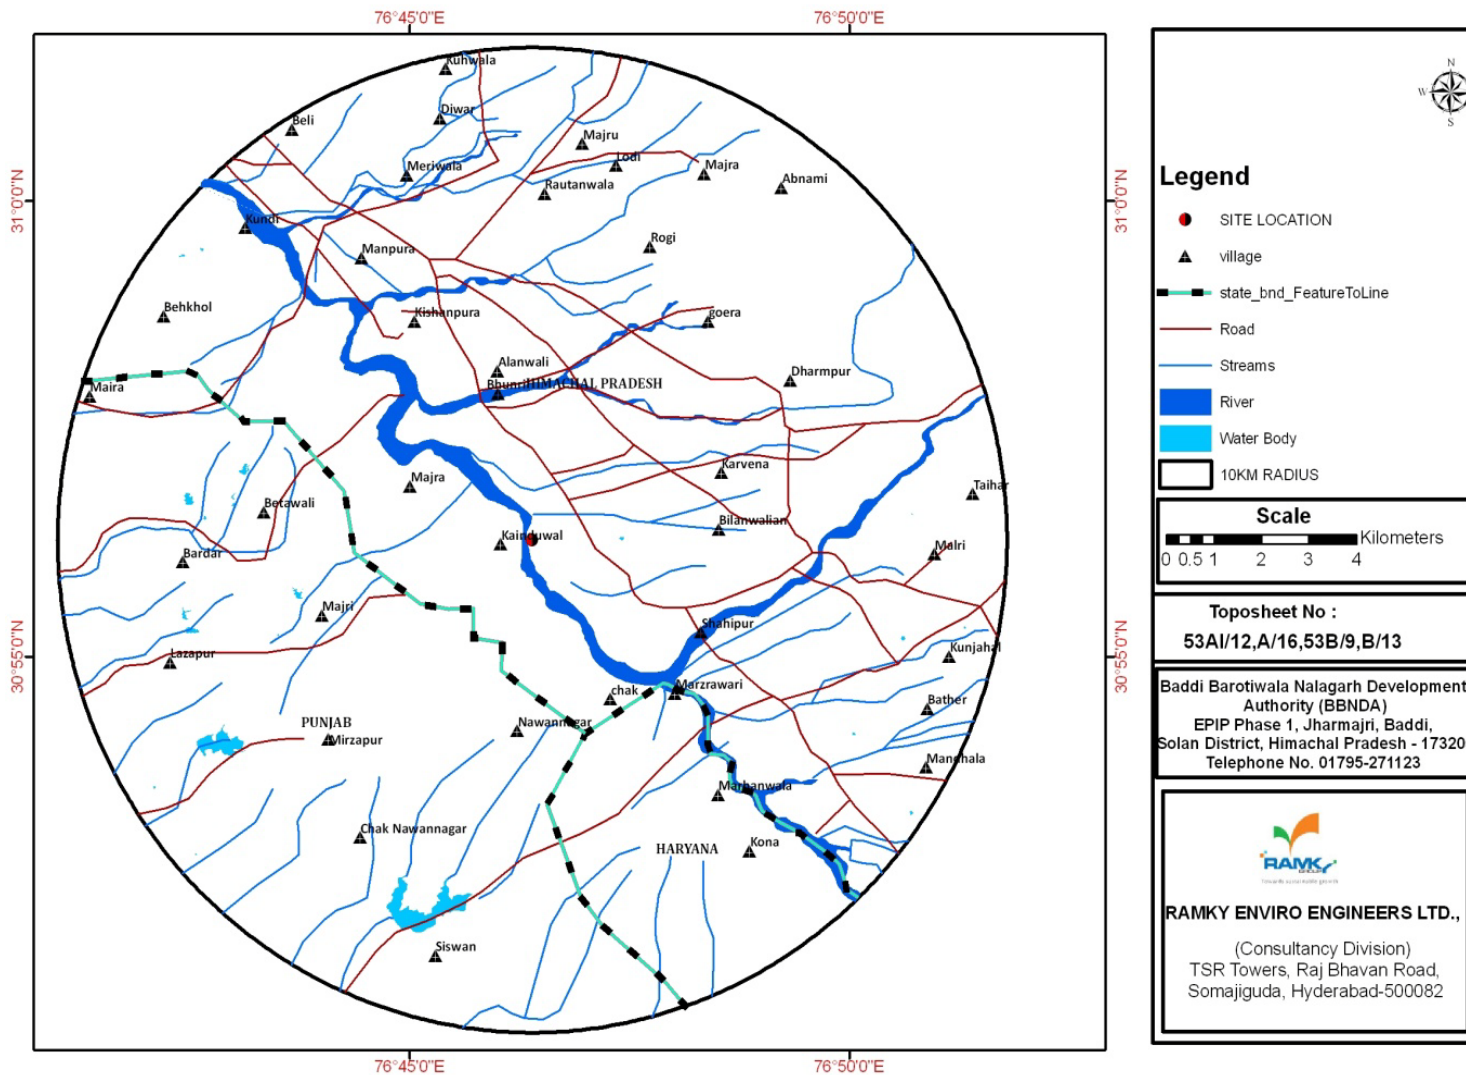 76°45'0"E
76°50'0"E
31°0'0"N
31°0'0"N
30°55'0"N
30°55'0"N
76°45'0"E
76°50'0"E
Kuhwala
Beli
Diwar
Majru
Meriwala
Lodi
Majra
Rautanwala
Abnami
Kundi
Manpura
Rogi
Behkhol
Kishanpura
goera
Alanwali
Dharmpur
Maira
HIMACHAL PRADESH
Majra
Karvena
Taihar
Betawali
Bilanwalian
Kainduwal
Bardar
Malri
Majri
Shahipur
Lazapur
Kunjahal
Marzrawari
chak
Bather
PUNJAB
Nawannagar
Mirzapur
Mandhala
Marhanwala
Chak Nawannagar
HARYANA
Kona
Siswan
N
W
S
Legend
SITE LOCATION
village
state_bnd_FeatureToLine
Road
Streams
River
Water Body
10KM RADIUS
Scale
Kilometers
0 0.5 1 2 3 4
Toposheet No :
53AI/12,A/16,53B/9,B/13
Baddi Barotiwala Nalagarh Development
Authority (BBNDA)
EPIP Phase 1, Jharmajri, Baddi,
Solan District, Himachal Pradesh - 17320
Telephone No. 01795-271123
RAMKY
GROUP
Towards sustainable growth
RAMKY ENVIRO ENGINEERS LTD.,
(Consultancy Division)
TSR Towers, Raj Bhavan Road,
Somajiguda, Hyderabad-500082